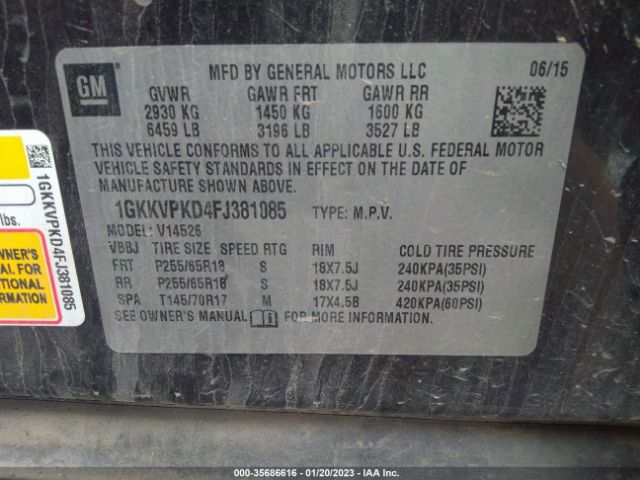 GM
MFD BY GENERAL MOTORS LLC 06/15
GVWR GAWR FRT GAWR RR
2930 KG 1450 KG 1600 KG
6459 LB 3196 LB 3527 LB
THIS VEHICLE CONFORMS TO ALL APPLICABLE U.S. FEDERAL MOTOR
VEHICLE SAFETY STANDARDS IN EFFECT ON THE DATE OF
MANUFACTURE SHOWN ABOVE.
1GKKVPKD4FJ381085 TYPE: M.P.V.
MODEL: V14526
VBBJ TIRE SIZE SPEED RTG RIM COLD TIRE PRESSURE
FRT P255/65R18 S 18X7.5J 240KPA(35PSI)
RR P255/65R18 S 18X7.5J 240KPA(35PSI)
SPA T145/70R17 M 17X4.5B 420KPA(60PSI)
SEE OWNER'S MANUAL FOR MORE INFORMATION.
lbs.
OWNER'S
AL FOR
TIONAL
MATION
1GKKVPKD4FJ381085
000-35686616 - 01/20/2023 - IAA Inc.